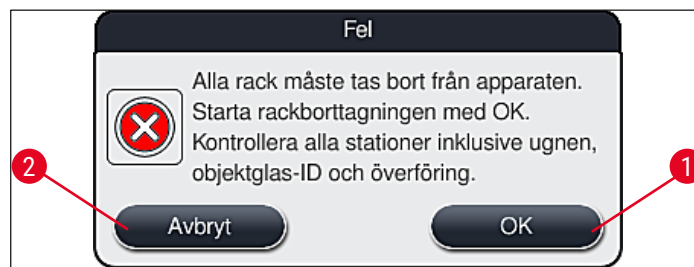 Fel
Alla rack måste tas bort från apparaten.
Starta rackborttagningen med OK.
Kontrollera alla stationer inklusive ugnen,
objektglas-ID och överföring.
2
1
Avbryt
OK